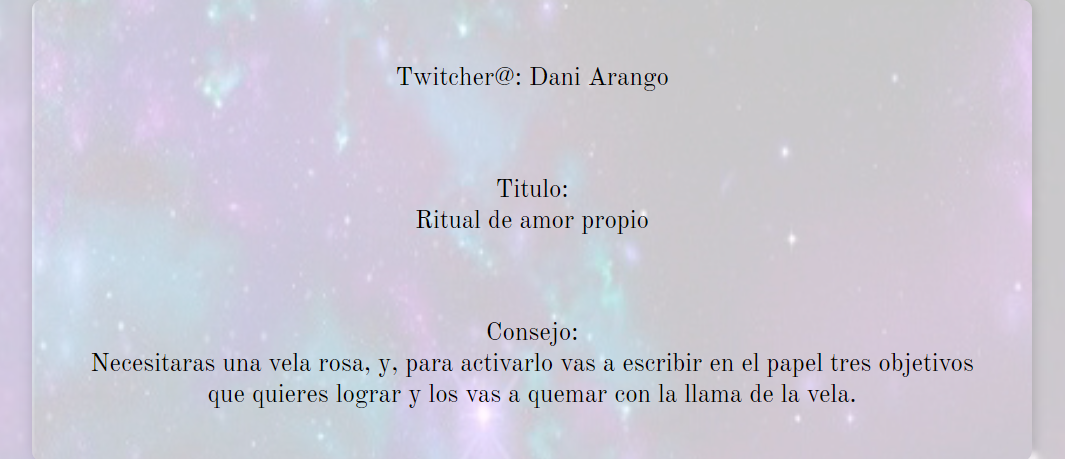 Twitcher@: Dani Arango
Titulo:
Ritual de amor propio
Consejo:
Necesitaras una vela rosa, y, para activarlo vas a escribir en el papel tres objetivos
que quieres lograr y los vas a quemar con la llama de la vela.